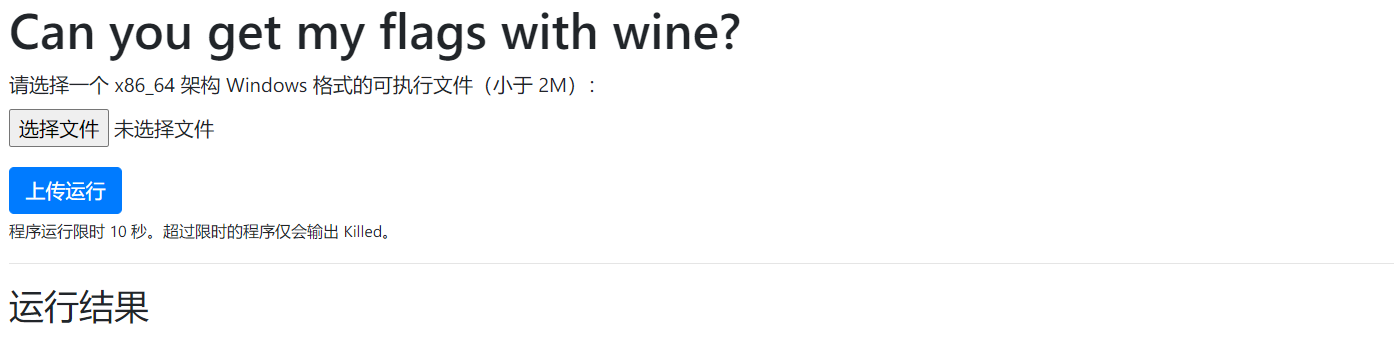 Can you get my flags with wine?
请选择一个 x86_64 架构 Windows 格式的可执行文件（小于 2M）：
选择文件 未选择文件
上传运行
程序运行限时 10 秒。超过限时的程序仅会输出 Killed。
运行结果